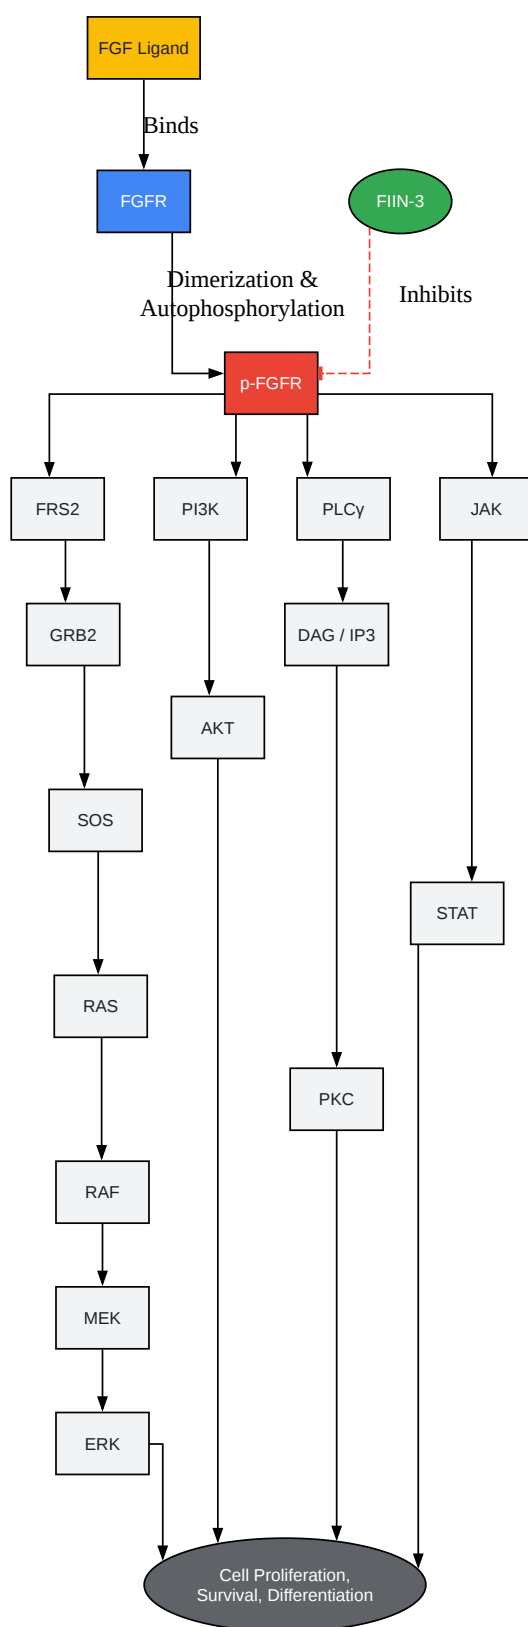 FGF Ligand
Binds
FGFR
FIIN-3
Dimerization &
Autophosphorylation
Inhibits
p-FGFR
FRS2
PI3K
PLCγ
JAK
GRB2
DAG / IP3
AKT
SOS
STAT
RAS
PKC
RAF
MEK
ERK
Cell Proliferation,
Survival, Differentiation